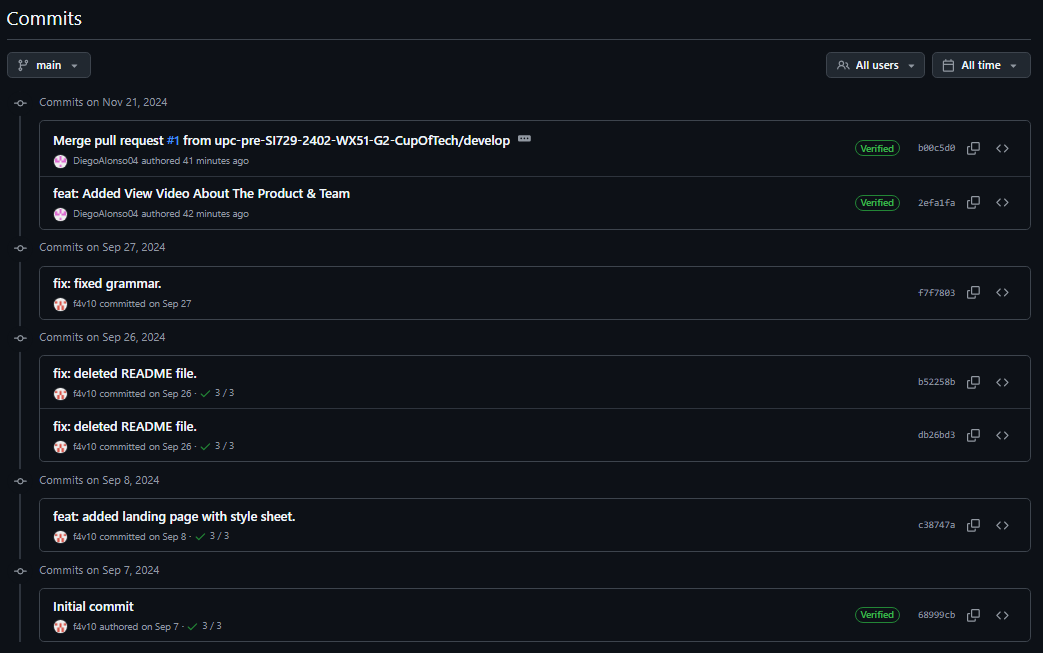 Commits
main
All users
All time
Commits on Nov 21, 2024
Merge pull request #1 from upc-pre-SI729-2402-WX51-G2-CupOfTech/develop
Verified
b00c5d0
DiegoAlonso04 authored 41 minutes ago
feat: Added View Video About The Product & Team
Verified
2efa1fa
DiegoAlonso04 authored 42 minutes ago
Commits on Sep 27, 2024
fix: fixed grammar.
f7f7803
f4v10 committed on Sep 27
Commits on Sep 26, 2024
fix: deleted README file.
b52258b
f4v10 committed on Sep 26 · 3 / 3
fix: deleted README file.
db26bd3
f4v10 committed on Sep 26 · 3 / 3
Commits on Sep 8, 2024
feat: added landing page with style sheet.
c38747a
f4v10 committed on Sep 8 · 3 / 3
Commits on Sep 7, 2024
Initial commit
Verified
68999cb
f4v10 authored on Sep 7 · 3 / 3